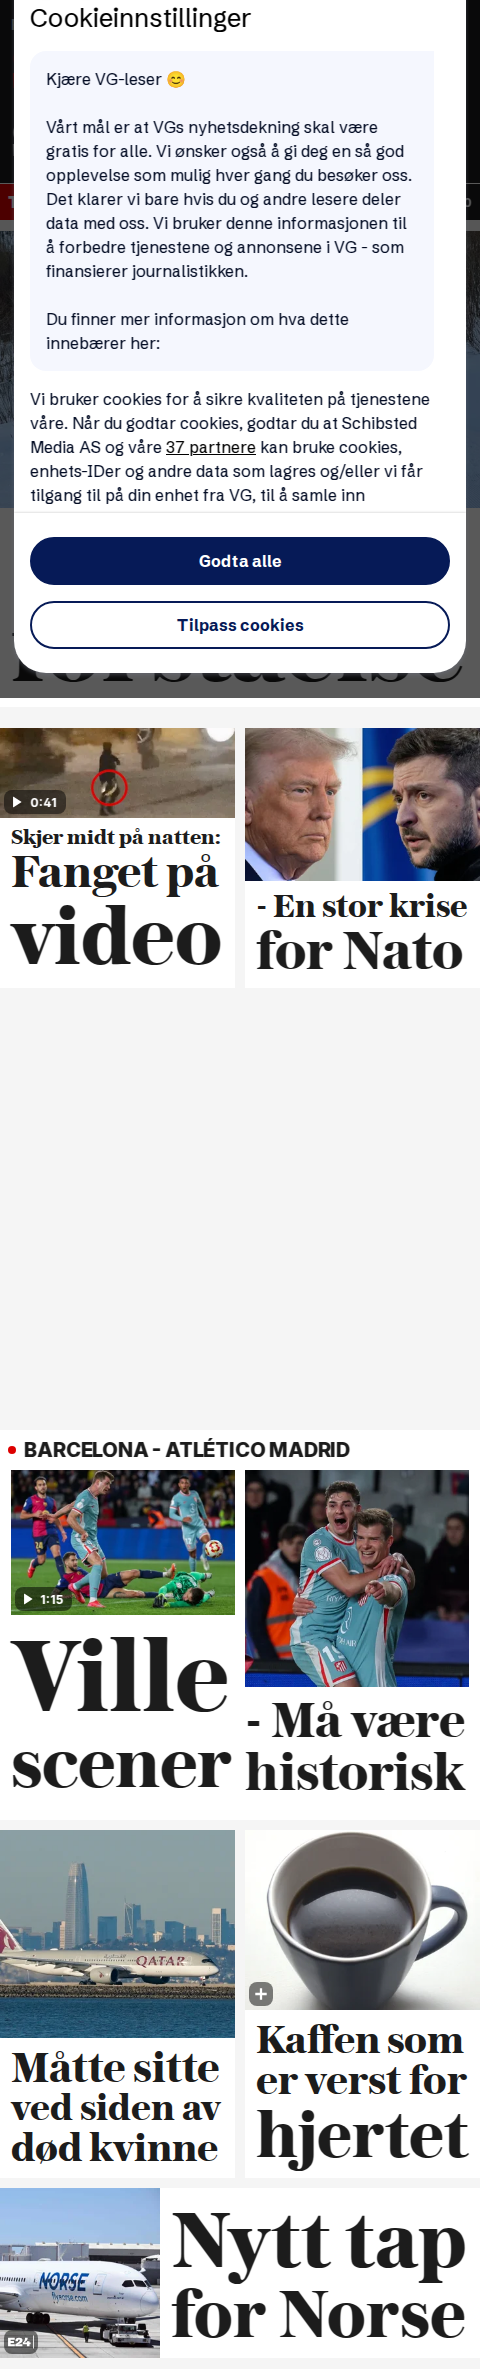 Cookieinnstillinger
Kjære VG-leser 😊
Vårt mål er at VGs nyhetsdekning skal være
gratis for alle. Vi ønsker også å gi deg en så god
opplevelse som mulig hver gang du besøker oss.
Det klarer vi bare hvis du og andre lesere deler
data med oss. Vi bruker denne informasjonen til
å forbedre tjenestene og annonsene i VG - som
finansierer journalistikken.
Du finner mer informasjon om hva dette
innebærer her:
Vi bruker cookies for å sikre kvaliteten på tjenestene
våre. Når du godtar cookies, godtar du at Schibsted
Media AS og våre 37 partnere kan bruke cookies,
enhets-IDer og andre data som lagres og/eller vi får
tilgang til på din enhet fra VG, til å samle inn
Godta alle
Tilpass cookies
0:41
Skjer midt på natten:
Fanget på
video
- En stor krise
for Nato
BARCELONA - ATLÉTICO MADRID
1:15
Ville
scener
- Må være
historisk
QATAR
Måtte sitte
ved siden av
død kvinne
Kaffen som
er verst for
hjertet
NORSE
flynorse.com
E24
Nytt tap
for Norse